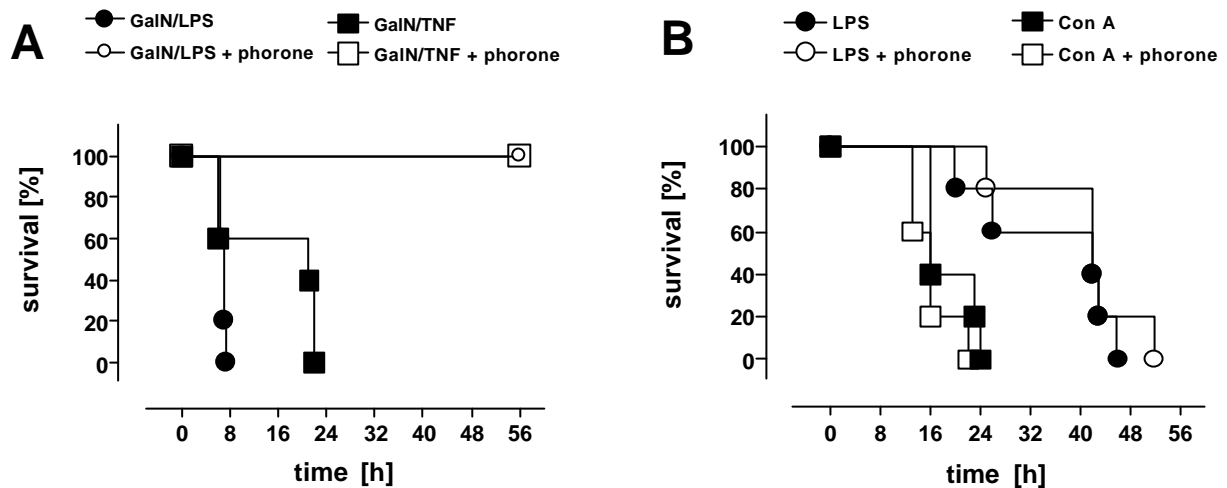 A
GalN/LPS
GalN/TNF
GalN/LPS + phorone
GalN/TNF + phorone
survival [%]
100
80
60
40
20
0
0 8 16 24 32 40 48 56
time [h]
B
LPS
Con A
LPS + phorone
Con A + phorone
survival [%]
100
80
60
40
20
0
0 8 16 24 32 40 48 56
time [h]